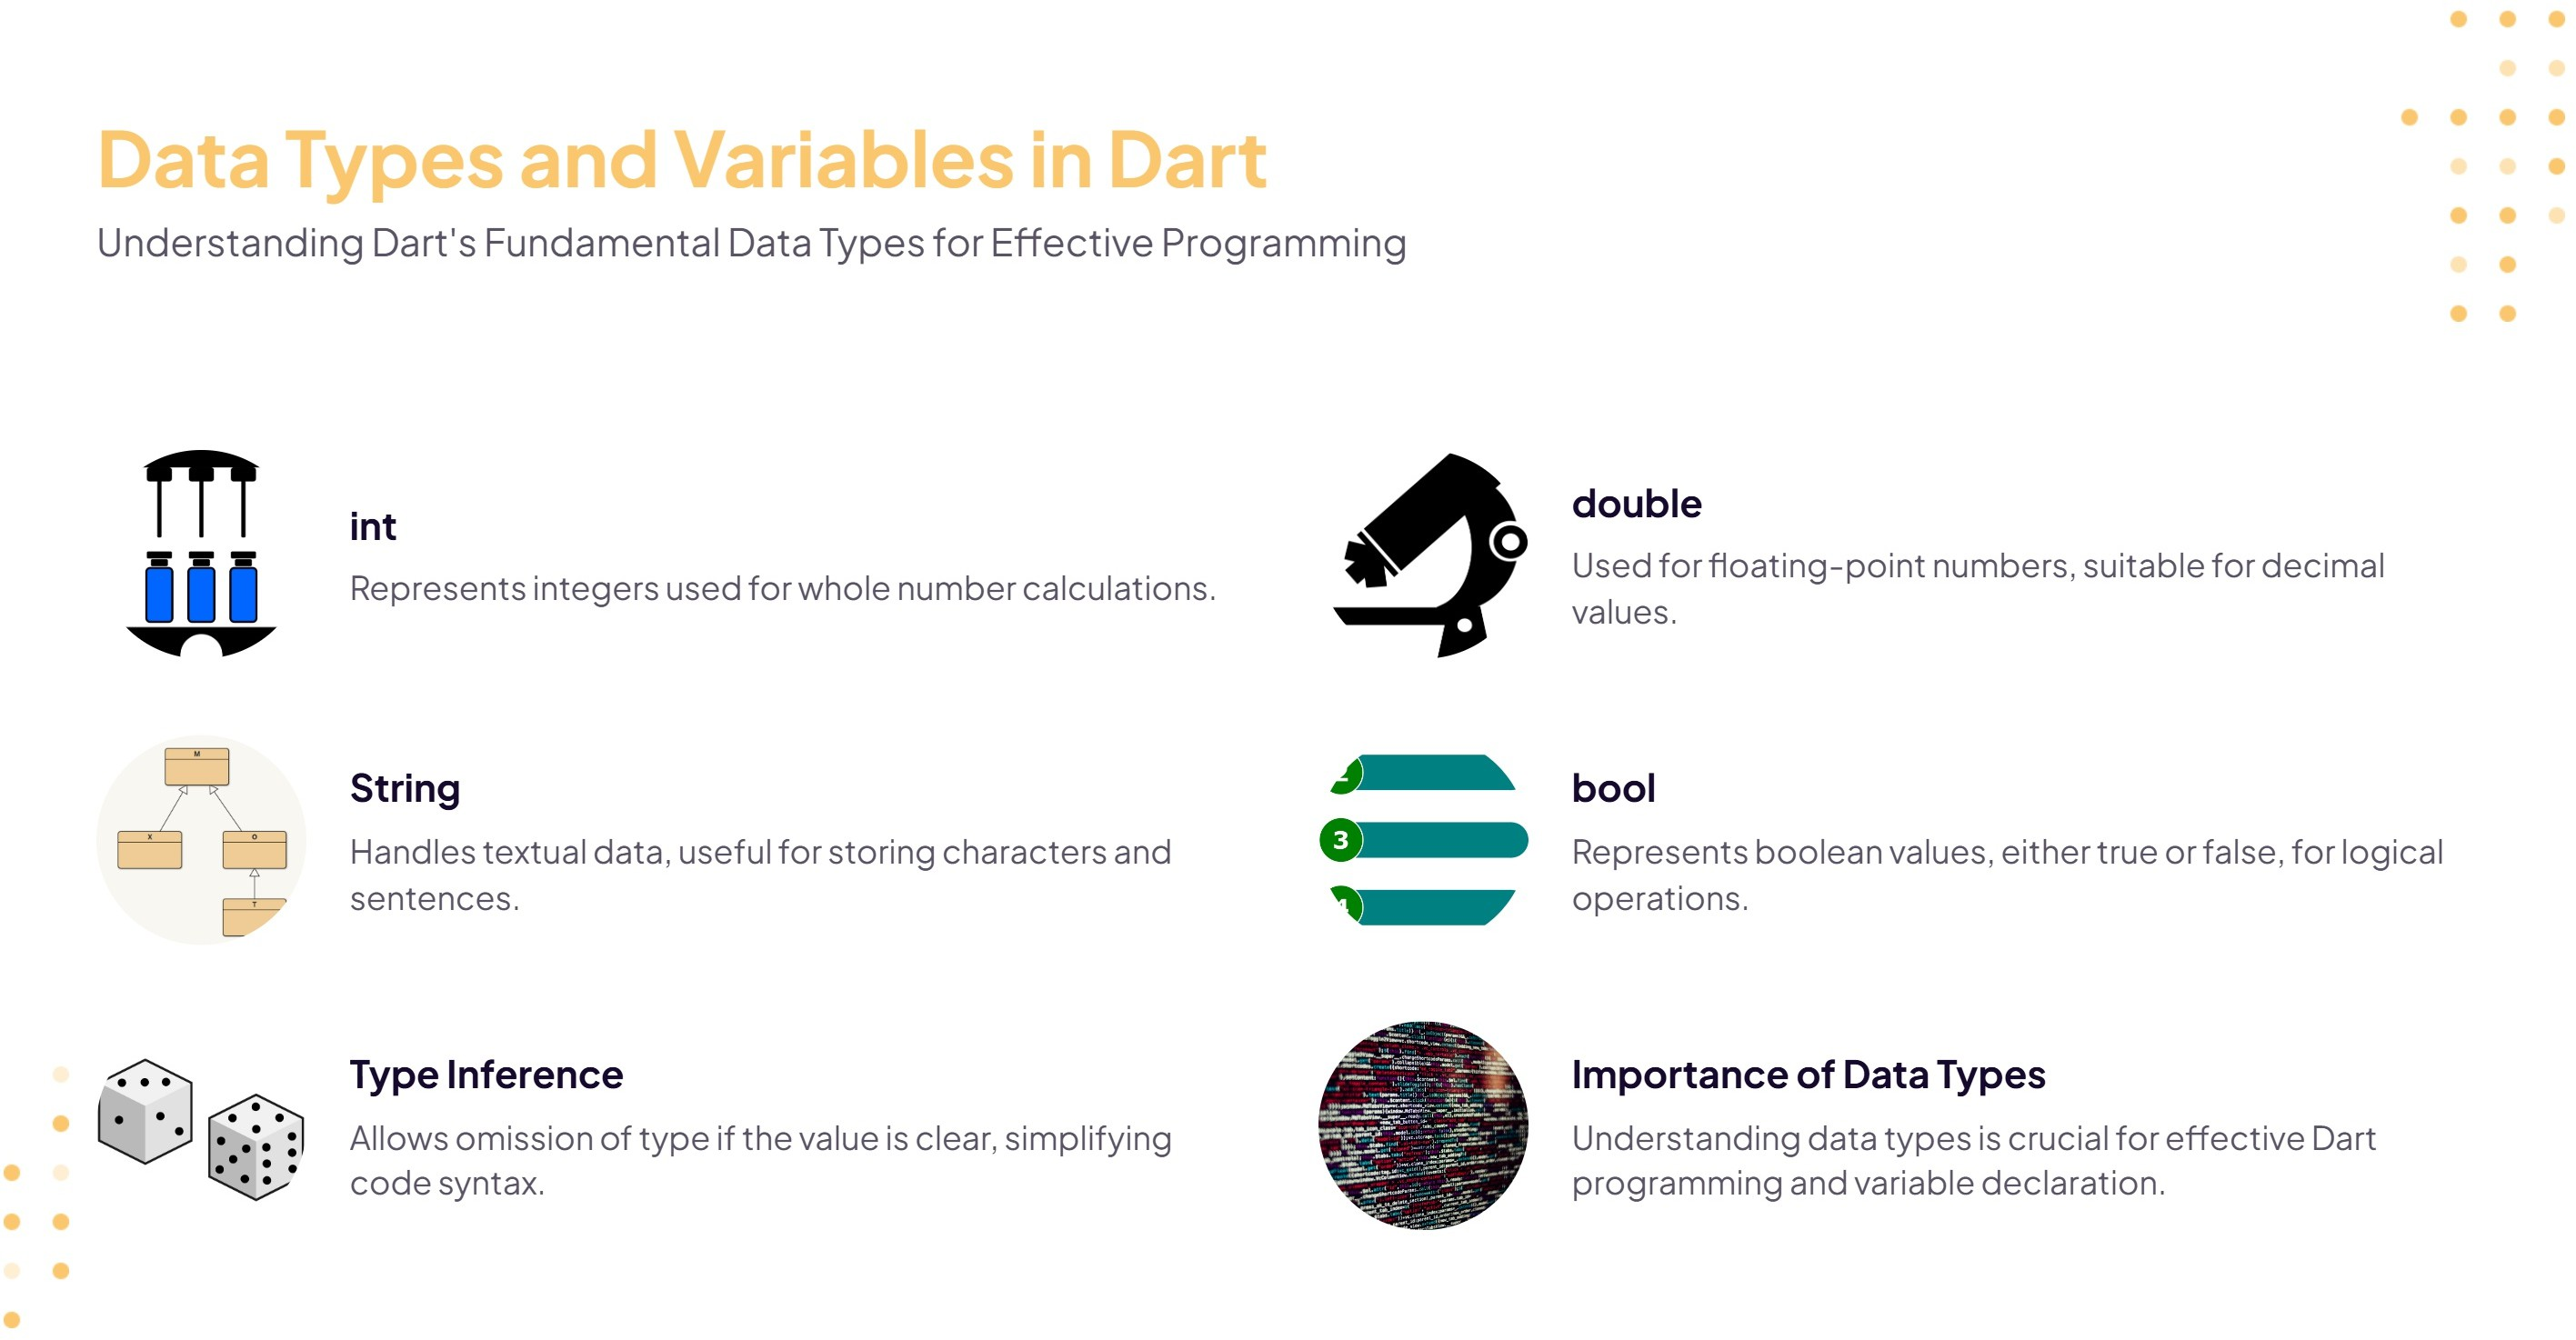 Data Types and Variables in Dart
Understanding Dart's Fundamental Data Types for Effective Programming
int
Represents integers used for whole number calculations.
double
Used for floating-point numbers, suitable for decimal
values.
M
X
O
T
String
Handles textual data, useful for storing characters and
sentences.
3
bool
Represents boolean values, either true or false, for logical
operations.
Type Inference
Allows omission of type if the value is clear, simplifying
code syntax.
Importance of Data Types
Understanding data types is crucial for effective Dart
programming and variable declaration.